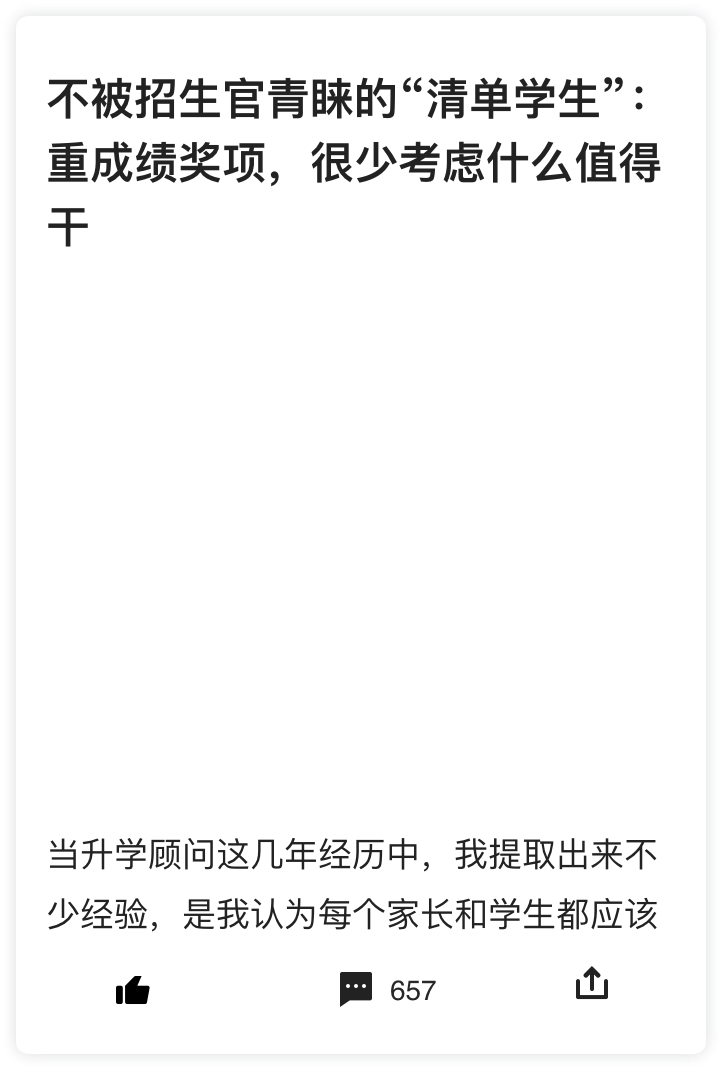 不被招生官青睐的“清单学生”：
重成绩奖项，很少考虑什么值得
干
当升学顾问这几年经历中，我提取出来不
少经验，是我认为每个家长和学生都应该
657